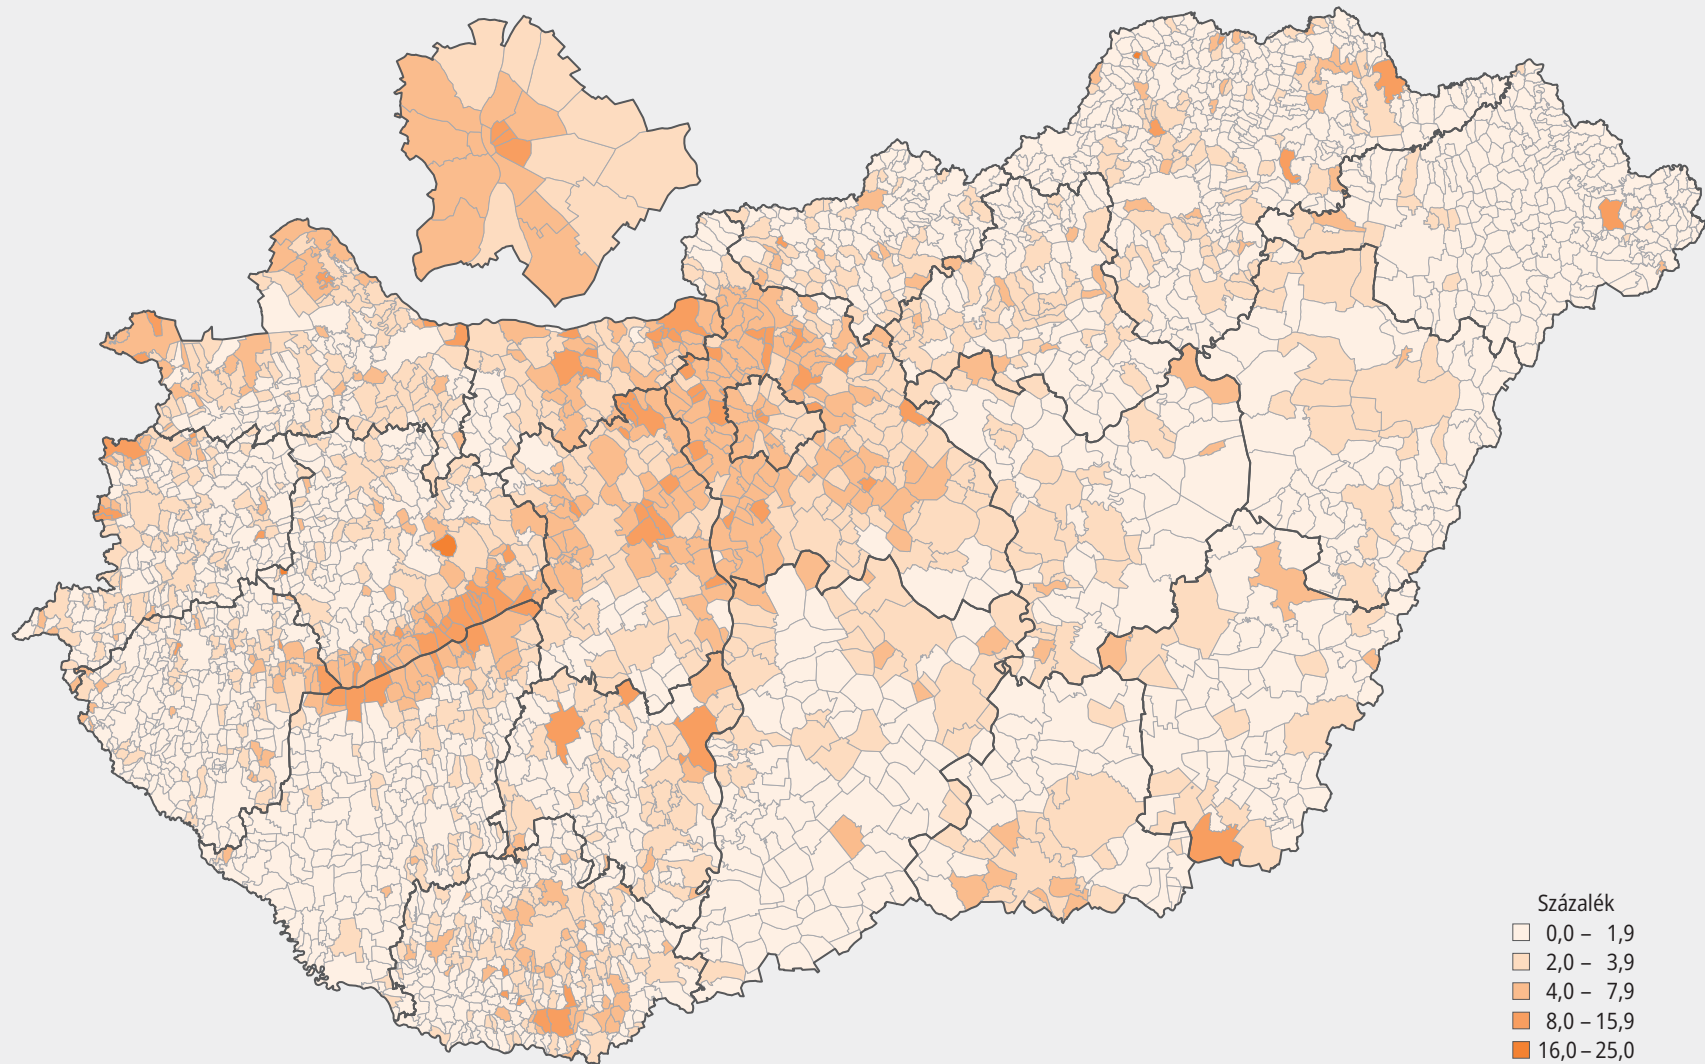 Százalék
0,0 – 1,9
2,0 – 3,9
4,0 – 7,9
8,0 – 15,9
16,0 – 25,0